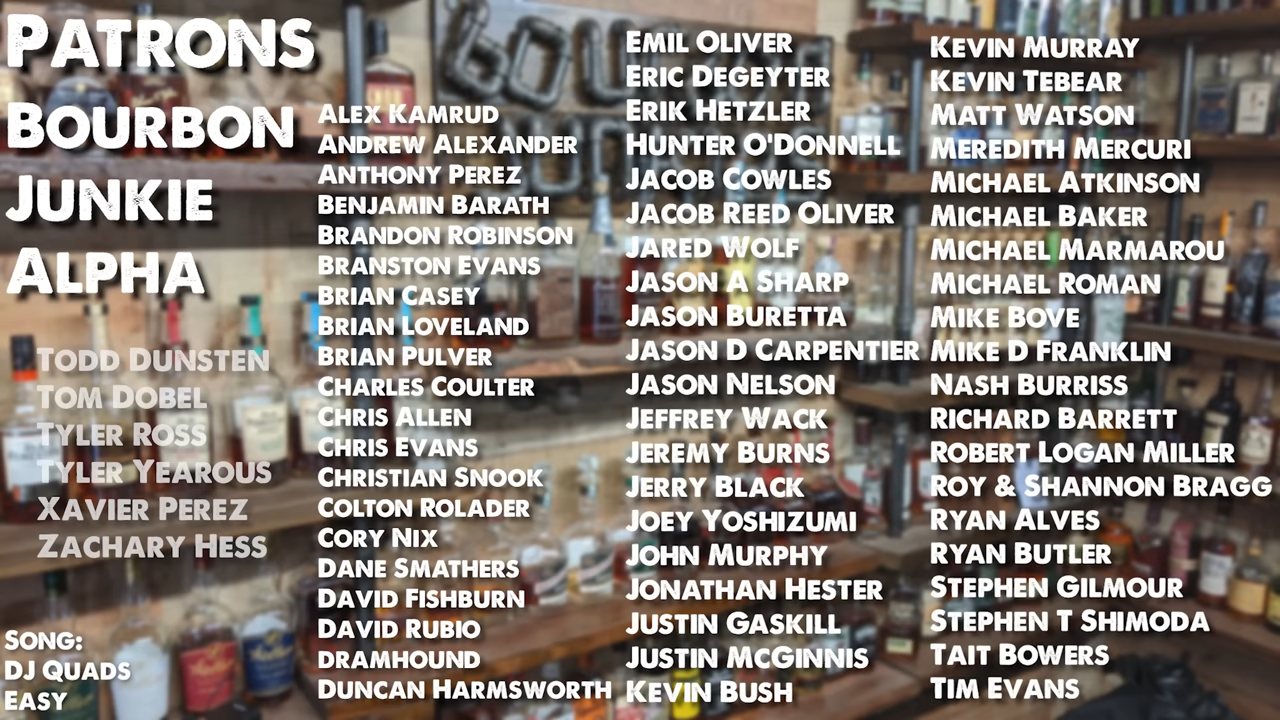 Patrons
Bourbon
Junkie
Alpha
Todd Dunsten
Tom Dobel
Tyler Ross
Tyler Yearous
Xavier Perez
Zachary Hess
Song:
DJ Quads
Easy
Alex Kamrud
Andrew Alexander
Anthony Perez
Benjamin Barath
Brandon Robinson
Branston Evans
Brian Casey
Brian Loveland
Brian Pulver
Charles Coulter
Chris Allen
Chris Evans
Christian Snook
Colton Rolader
Cory Nix
Dane Smathers
David Fishburn
David Rubio
dramhound
Duncan Harmsworth
Emil Oliver
Eric Degeyter
Erik Hetzler
Hunter O'Donnell
Jacob Cowles
Jacob Reed Oliver
Jared Wolf
Jason A Sharp
Jason Buretta
Jason D Carpentier
Jason Nelson
Jeffrey Wack
Jeremy Burns
Jerry Black
Joey Yoshizumi
John Murphy
Jonathan Hester
Justin Gaskill
Justin McGinnis
Kevin Bush
Kevin Murray
Kevin Tebear
Matt Watson
Meredith Mercuri
Michael Atkinson
Michael Baker
Michael Marmarou
Michael Roman
Mike Bove
Mike D Franklin
Nash Burriss
Richard Barrett
Robert Logan Miller
Roy & Shannon Bragg
Ryan Alves
Ryan Butler
Stephen Gilmour
Stephen T Shimoda
Tait Bowers
Tim Evans